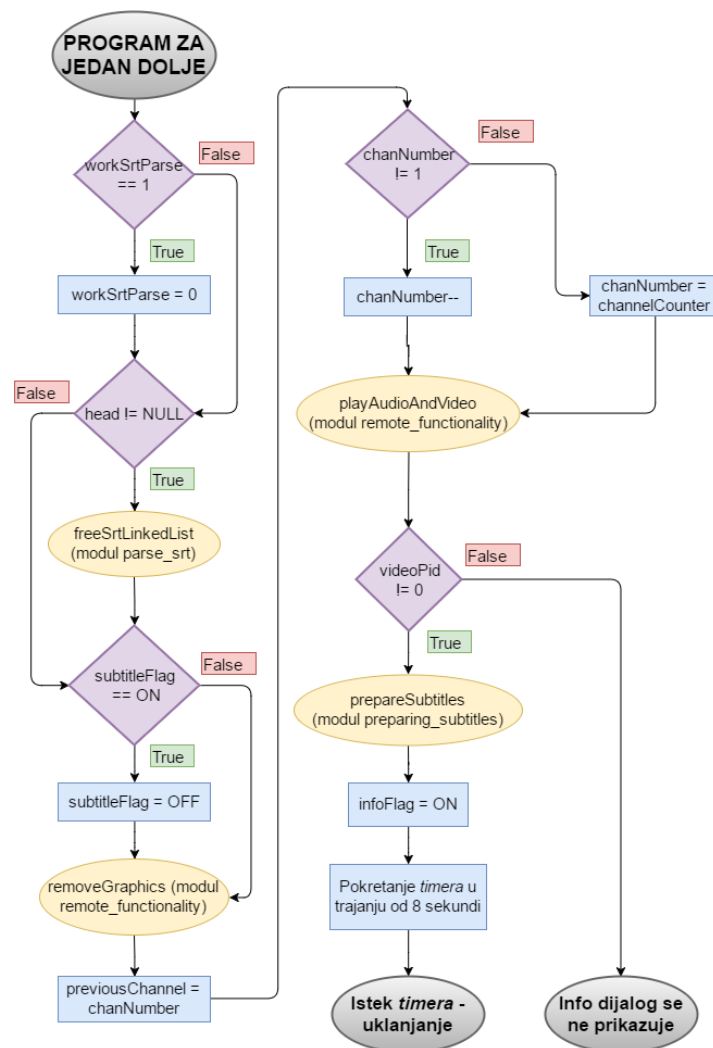 PROGRAM ZA
JEDAN DOLJE
workSrtParse
== 1
False
True
workSrtParse = 0
head != NULL
False
True
freeSrtLinkedList
(modul parse_srt)
subtitleFlag
== ON
False
True
subtitleFlag = OFF
removeGraphics (modul
remote_functionality)
previousChannel =
chanNumber
chanNumber
!= 1
False
True
chanNumber--
chanNumber =
channelCounter
playAudioAndVideo
(modul remote_functionality)
videoPid
!= 0
False
True
prepareSubtitles
(modul preparing_subtitles)
infoFlag = ON
Pokretanje timera u
trajanju od 8 sekundi
Istek timera -
uklanjanje
Info dijalog se
ne prikazuje